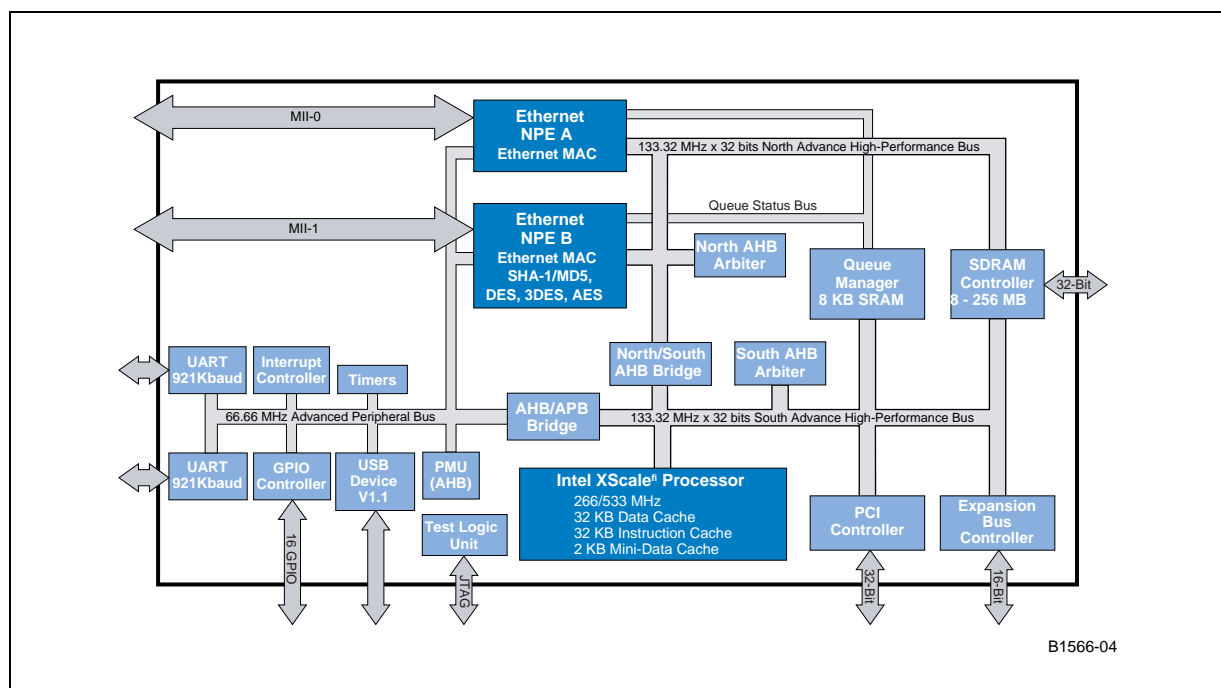 MII-0
Ethernet
NPE A
Ethernet MAC
133.32 MHz x 32 bits North Advance High-Performance Bus
Queue Status Bus
MII-1
Ethernet
NPE B
Ethernet MAC
SHA-1/MD5,
DES, 3DES, AES
North AHB
Arbiter
Queue
Manager
8 KB SRAM
SDRAM
Controller
8 - 256 MB
32-Bit
UART
921Kbaud
Interrupt
Controller
Timers
North/South
AHB Bridge
South AHB
Arbiter
66.66 MHz Advanced Peripheral Bus
AHB/APB
Bridge
133.32 MHz x 32 bits South Advance High-Performance Bus
UART
921Kbaud
GPIO
Controller
USB
Device
V1.1
PMU
(AHB)
Test Logic
Unit
Intel XScaleﬁ Processor
266/533 MHz
32 KB Data Cache
32 KB Instruction Cache
2 KB Mini-Data Cache
PCI
Controller
Expansion
Bus
Controller
16 GPIO
JTAG
32-Bit
16-Bit
B1566-04